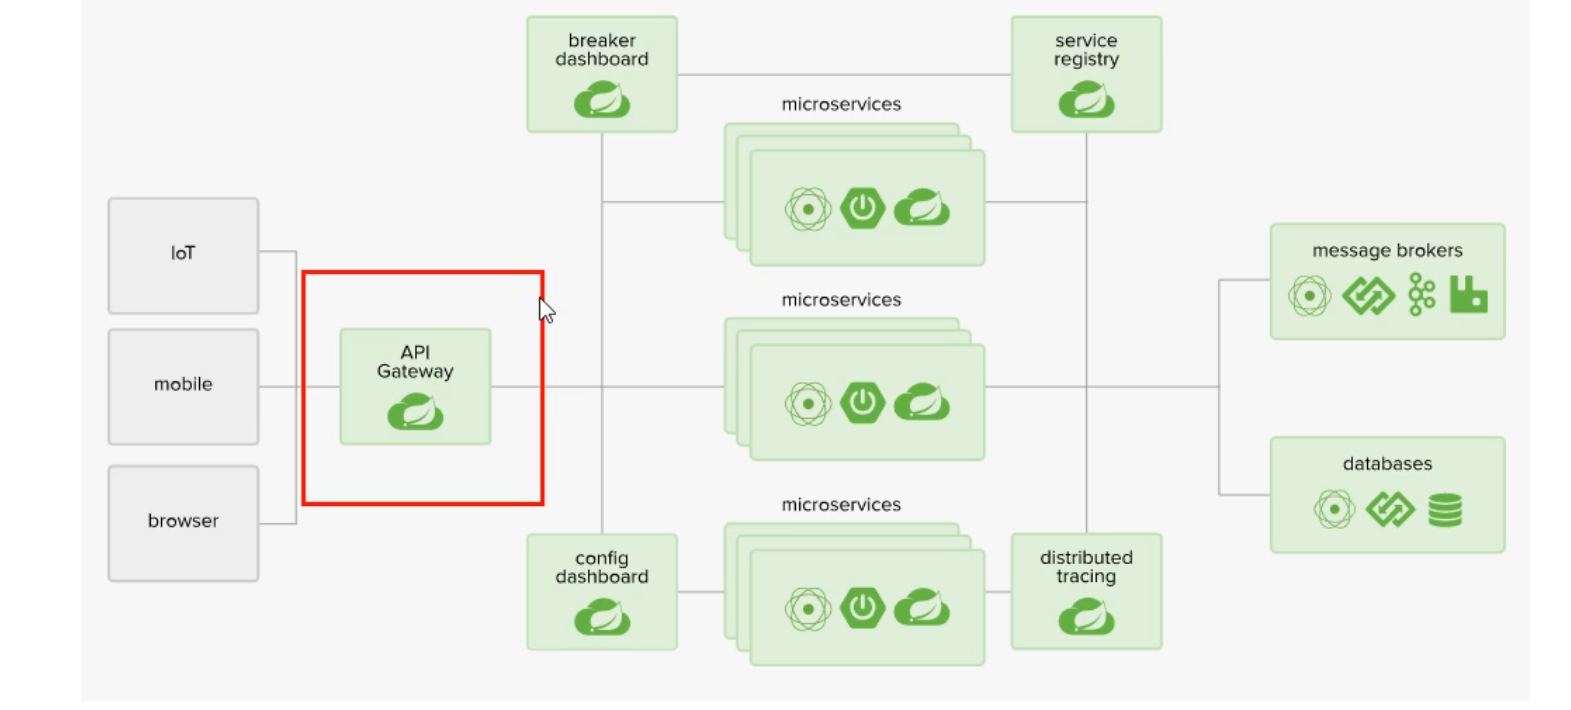 breaker
dashboard
service
registry
microservices
IoT
message brokers
microservices
API
Gateway
mobile
databases
microservices
browser
config
dashboard
distributed
tracing